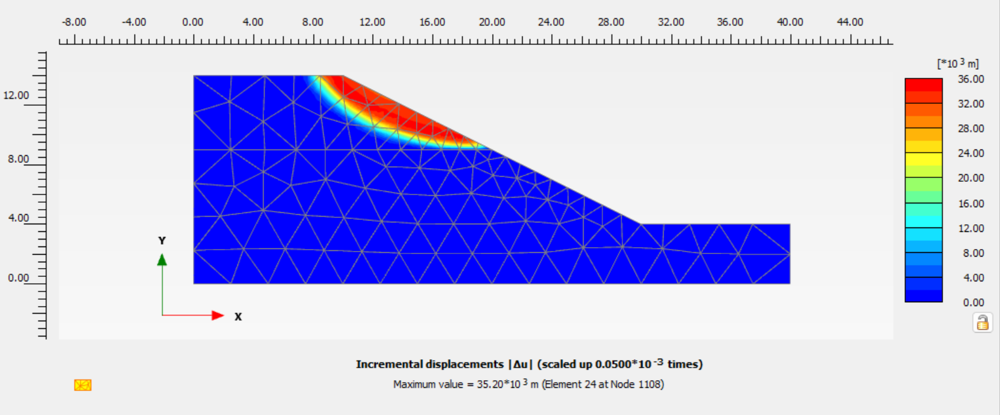 -8.00 -4.00 0.00 4.00 8.00 12.00 16.00 20.00 24.00 28.00 32.00 36.00 40.00 44.00
[*10 3 m]
36.00
12.00
32.00
28.00
8.00
24.00
20.00
4.00
16.00
12.00
Y
8.00
0.00
4.00
0.00
X
Incremental displacements |Δu| (scaled up 0.0500*10 -3 times)
Maximum value = 35.20*10 3 m (Element 24 at Node 1108)